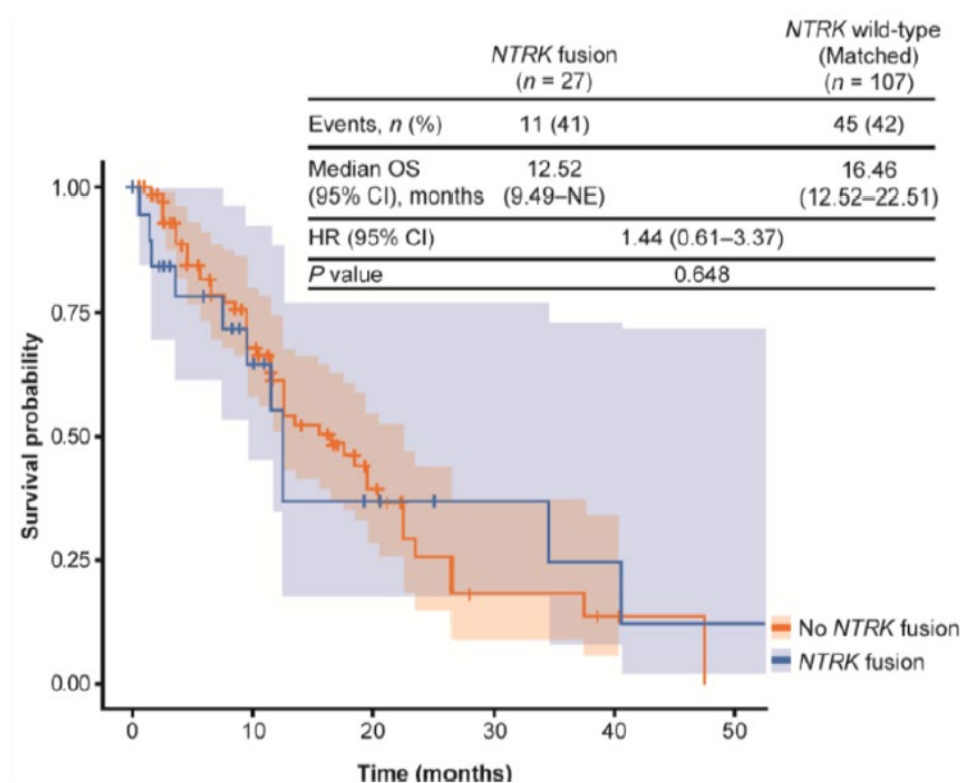 NTRK fusion
(n = 27)
NTRK wild-type
(Matched)
(n = 107)
Events, n (%) 11 (41) 45 (42)
Median OS 12.52 16.46
(95% CI), months (9.49–NE) (12.52–22.51)
HR (95% CI) 1.44 (0.61–3.37)
P value 0.648
Survival probability
1.00
0.75
0.50
0.25
0.00
0 10 20 30 40 50
Time (months)
No NTRK fusion
NTRK fusion